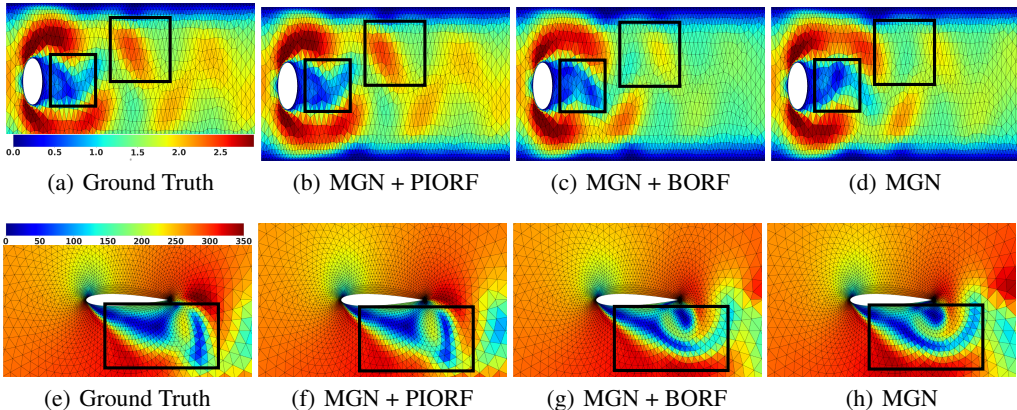 0.0 0.5 1.0 1.5 2.0 2.5
(a) Ground Truth
(b) MGN + PIORF
(c) MGN + BORF
(d) MGN
0 50 100 150 200 250 300 350
(e) Ground Truth
(f) MGN + PIORF
(g) MGN + BORF
(h) MGN